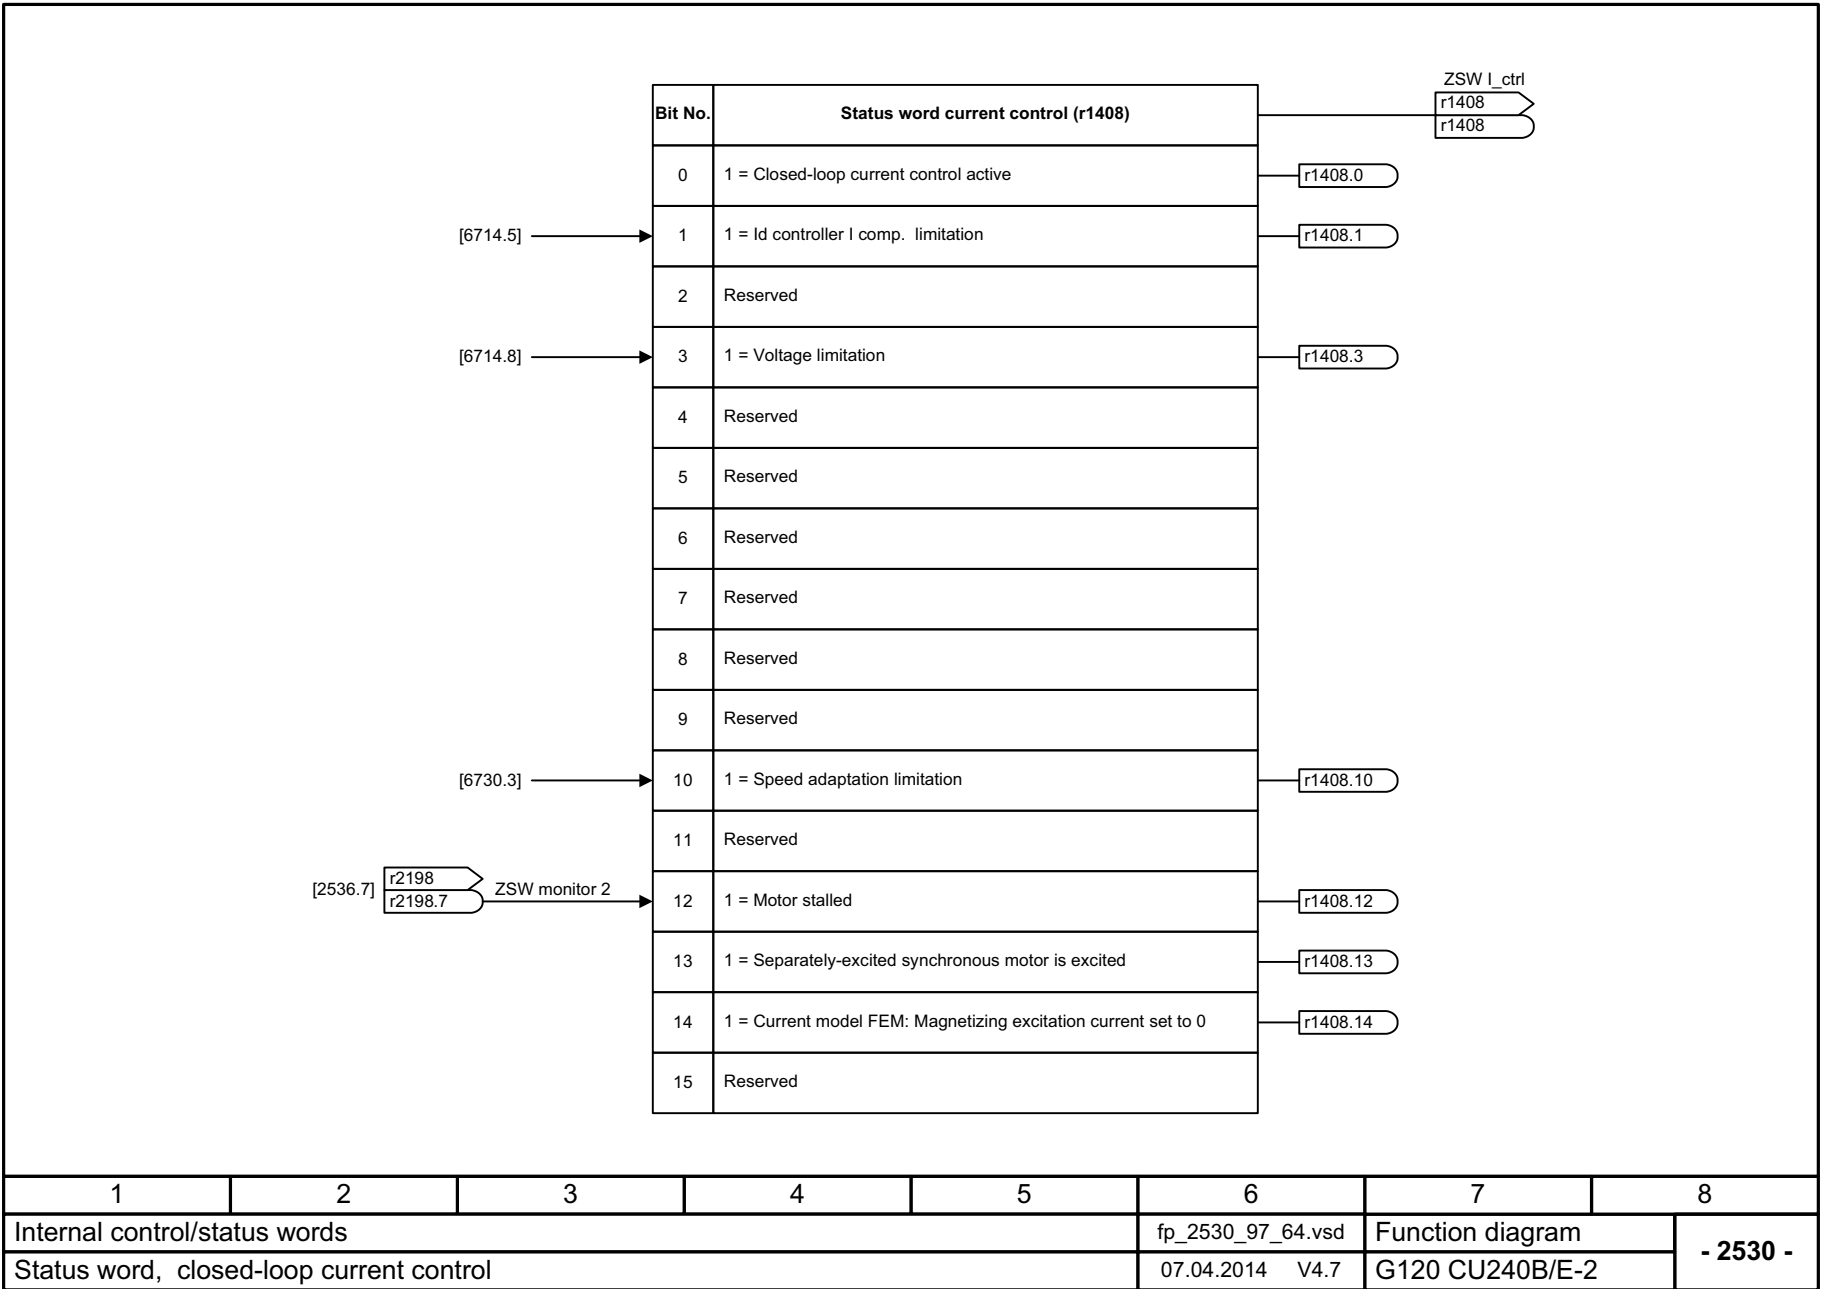 ZSW I_ctrl
Bit No. Status word current control (r1408) r1408
r1408
0 1 = Closed-loop current control active r1408.0
[6714.5] 1 1 = Id controller I comp.  limitation r1408.1
2 Reserved
[6714.8] 3 1 = Voltage limitation r1408.3
4 Reserved
5 Reserved
6 Reserved
7 Reserved
8 Reserved
9 Reserved
[6730.3] 10 1 = Speed adaptation limitation r1408.10
11 Reserved
[2536.7] r2198
r2198.7 ZSW monitor 2 12 1 = Motor stalled r1408.12
13 1 = Separately-excited synchronous motor is excited r1408.13
14 1 = Current model FEM: Magnetizing excitation current set to 0 r1408.14
15 Reserved
1 2 3 4 5 6 7 8
Internal control/status words fp_2530_97_64.vsd Function diagram - 2530 -
Status word,  closed-loop current control 07.04.2014 V4.7 G120 CU240B/E-2